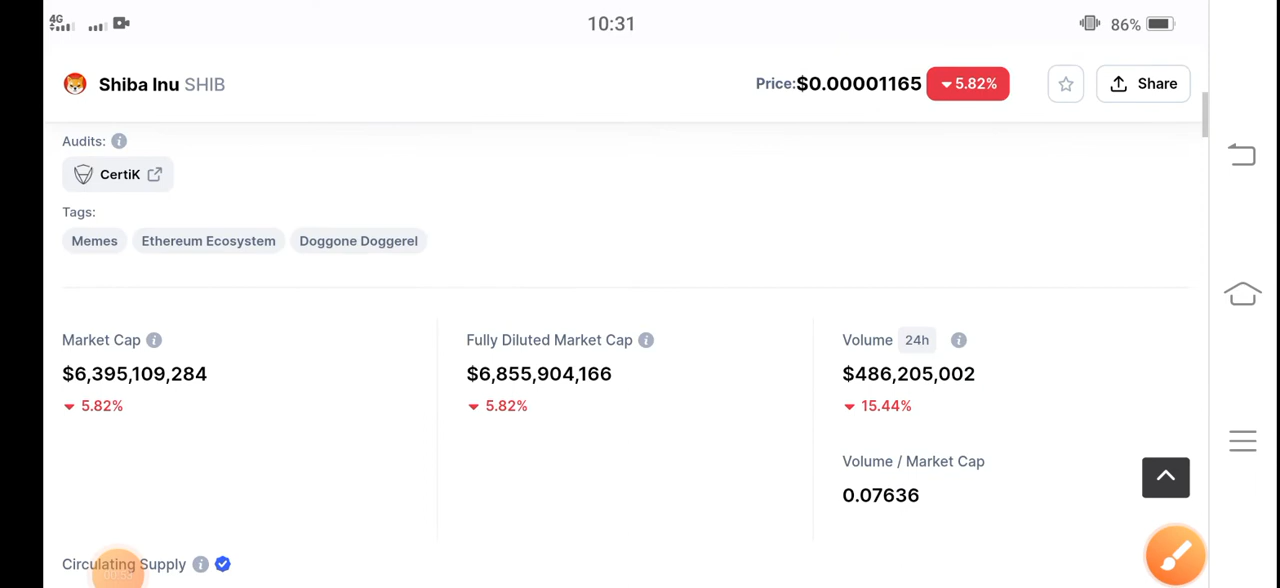 4G 10:31 86%
Shiba Inu SHIB Price:$0.00001165 5.82% Share
Audits:
CertiK
Tags:
Memes Ethereum Ecosystem Doggone Doggerel
Market Cap Fully Diluted Market Cap Volume 24h
$6,395,109,284 $6,855,904,166 $486,205,002
5.82% 5.82% 15.44%
Volume / Market Cap
0.07636
Circulating Supply